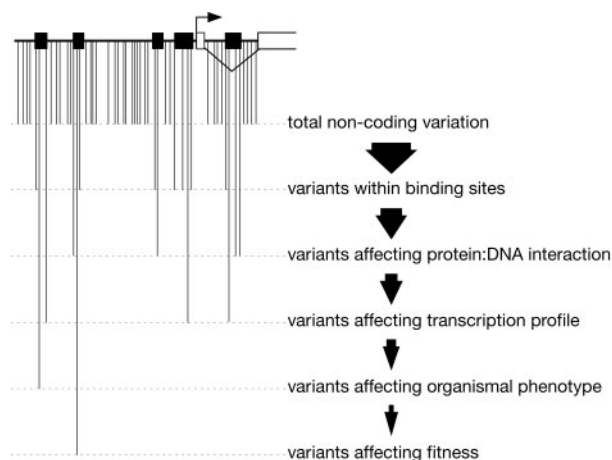 total non-coding variation
variants within binding sites
variants affecting protein:DNA interaction
variants affecting transcription profile
variants affecting organismal phenotype
variants affecting fitness